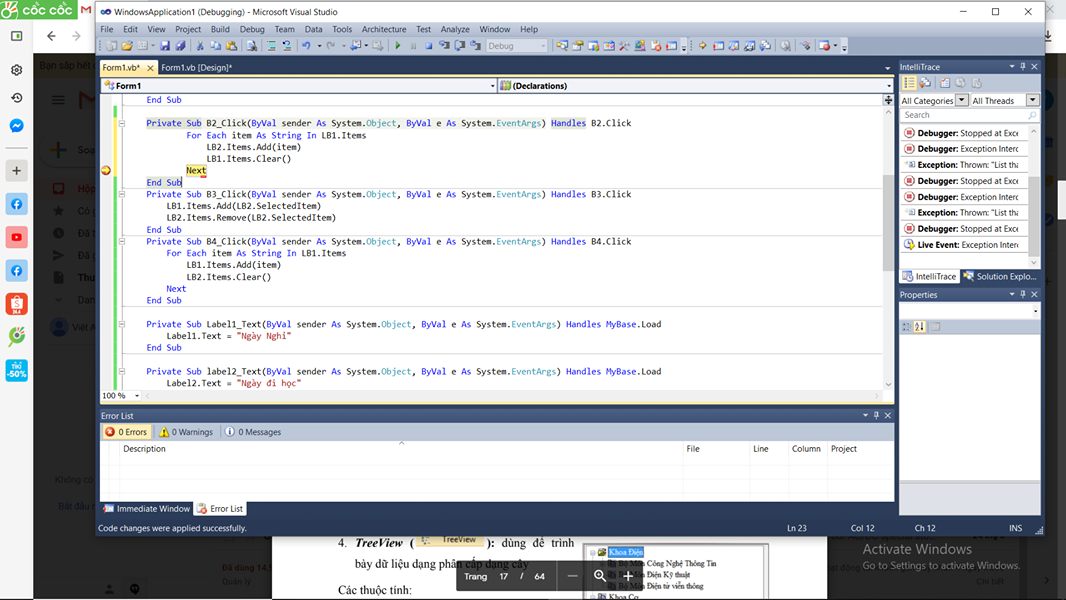 cốc cốc
WindowsApplication1 (Debugging) - Microsoft Visual Studio
File Edit View Project Build Debug Team Data Tools Architecture Test Analyze Window Help
Debug
Form1.vb* Form1.vb [Design]*
Form1 (Declarations)
End Sub
Private Sub B2_Click(ByVal sender As System.Object, ByVal e As System.EventArgs) Handles B2.Click
For Each item As String In LB1.Items
LB2.Items.Add(item)
LB1.Items.Clear()
Next
End Sub
Private Sub B3_Click(ByVal sender As System.Object, ByVal e As System.EventArgs) Handles B3.Click
LB1.Items.Add(LB2.SelectedItem)
LB2.Items.Remove(LB2.SelectedItem)
End Sub
Private Sub B4_Click(ByVal sender As System.Object, ByVal e As System.EventArgs) Handles B4.Click
For Each item As String In LB1.Items
LB1.Items.Add(item)
LB2.Items.Clear()
Next
End Sub
Private Sub Label1_Text(ByVal sender As System.Object, ByVal e As System.EventArgs) Handles MyBase.Load
Label1.Text = "Ngày Nghỉ"
End Sub
Private Sub label2_Text(ByVal sender As System.Object, ByVal e As System.EventArgs) Handles MyBase.Load
Label2.Text = "Ngày đi học"
100 %
IntelliTrace
All Categories All Threads
Search
Debugger: Stopped at Exce
Debugger: Exception Interc
Exception: Thrown: "List tha
Debugger: Stopped at Exce
Debugger: Exception Interc
Exception: Thrown: "List tha
Debugger: Stopped at Exce
Live Event: Exception Interc
IntelliTrace Solution Explo...
Properties
Error List
0 Errors 0 Warnings 0 Messages
Description File Line Column Project
Immediate Window Error List
Code changes were applied successfully. Ln 23 Col 12 Ch 12 INS
4. TreeView ( TreeView ): dùng để trình
bày dữ liệu dạng phân cấp dạng cây
Các thuộc tính:
Khoa Điện
Bộ Môn Công Nghệ Thông Tin
Bộ Môn Điện Kỹ thuật
Bộ Môn Điện tử viễn thông
Khoa Cơ
Trang 17 / 64
Activate Windows
Go to Settings to activate Windows.
TIKI
-50%